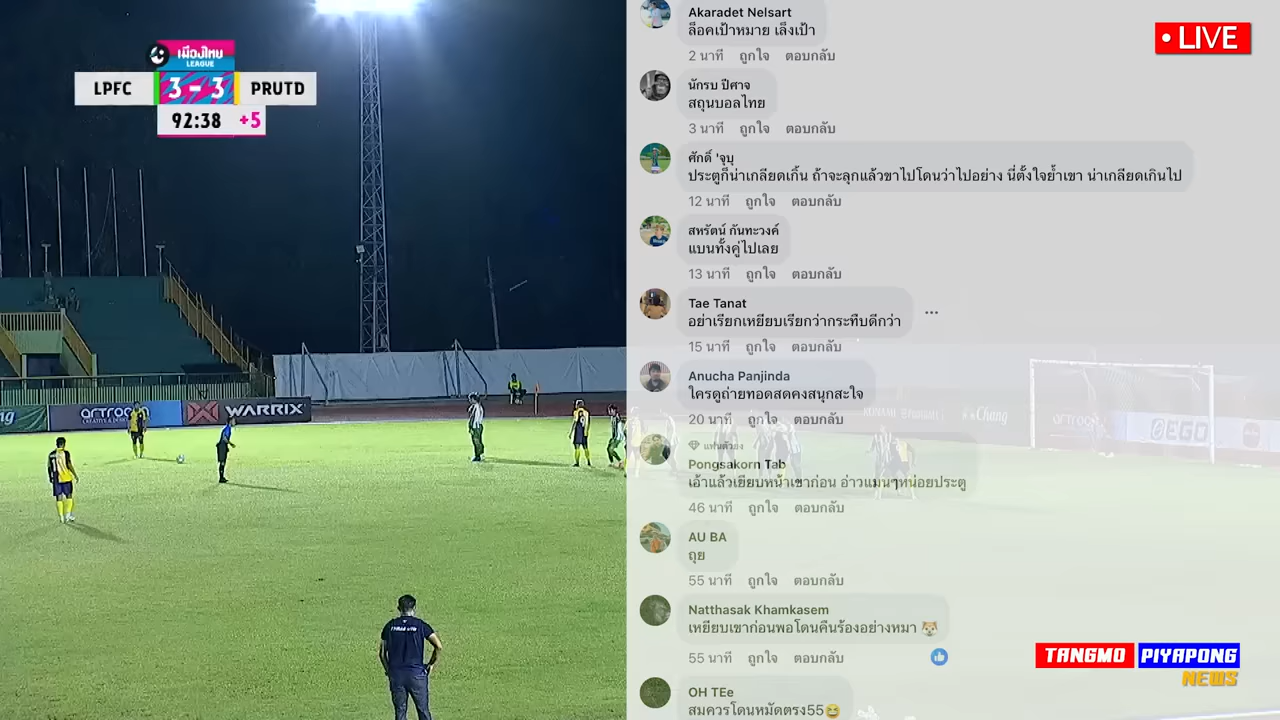 เมืองไทย
LEAGUE
LPFC 3 - 3 PRUTD
92:38 +5
artroom
WARRIX
Akaradet Nelsart
ล็อคเป้าหมาย เล็งเป้า
2 นาที ถูกใจ ตอบกลับ
นักรบ ปีศาจ
สถุนบอลไทย
3 นาที ถูกใจ ตอบกลับ
ศักดิ์ 'จุบุ
ประตูก็น่าเกลียดเกิ้น ถ้าจะลุกแล้วขาไปโดนว่าไปอย่าง นี่ตั้งใจย้ำเขา น่าเกลียดเกินไป
12 นาที ถูกใจ ตอบกลับ
สหรัตน์ กันทะวงค์
แบนทั้งคู่ไปเลย
13 นาที ถูกใจ ตอบกลับ
Tae Tanat
อย่าเรียกเหยียบเรียกว่ากระทืบดีกว่า
15 นาที ถูกใจ ตอบกลับ
Anucha Panjinda
ใครดูถ่ายทอดสดคงสนุกสะใจ
20 นาที ถูกใจ ตอบกลับ
แฟนตัวยง
Pongsakorn Tab
เอ้าแล้วเยียบหน้าเขาก่อน อ่าวแมนๆหน่อยประตู
46 นาที ถูกใจ ตอบกลับ
AU BA
ถุย
55 นาที ถูกใจ ตอบกลับ
Natthasak Khamkasem
เหยียบเขาก่อนพอโดนคืนร้องอย่างหมา 🐕
55 นาที ถูกใจ ตอบกลับ
OH TEe
สมควรโดนหมัดตรง55😆
LIVE
Chang
EGO
TANGMO PIYAPONG
NEWS